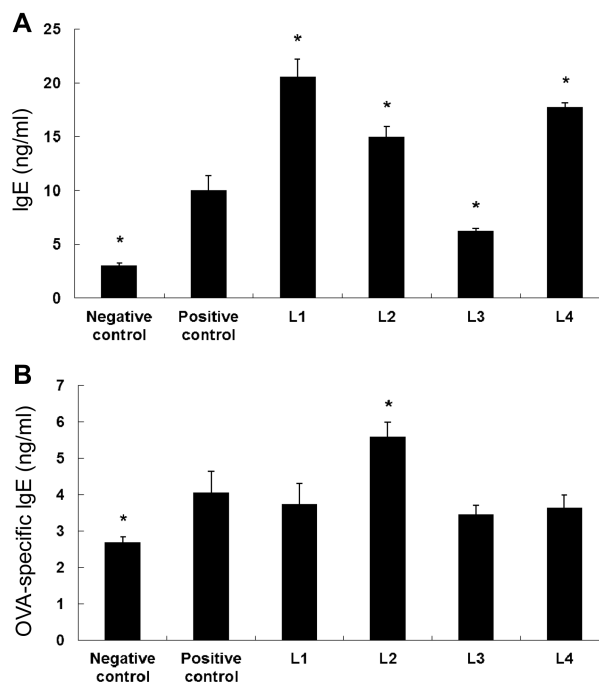 A
IgE (ng/ml)
25
20
15
10
5
0
*
*
*
*
*
Negative control
Positive control
L1
L2
L3
L4
B
OVA-specific IgE (ng/ml)
7
6
5
4
3
2
1
0
*
*
Negative control
Positive control
L1
L2
L3
L4